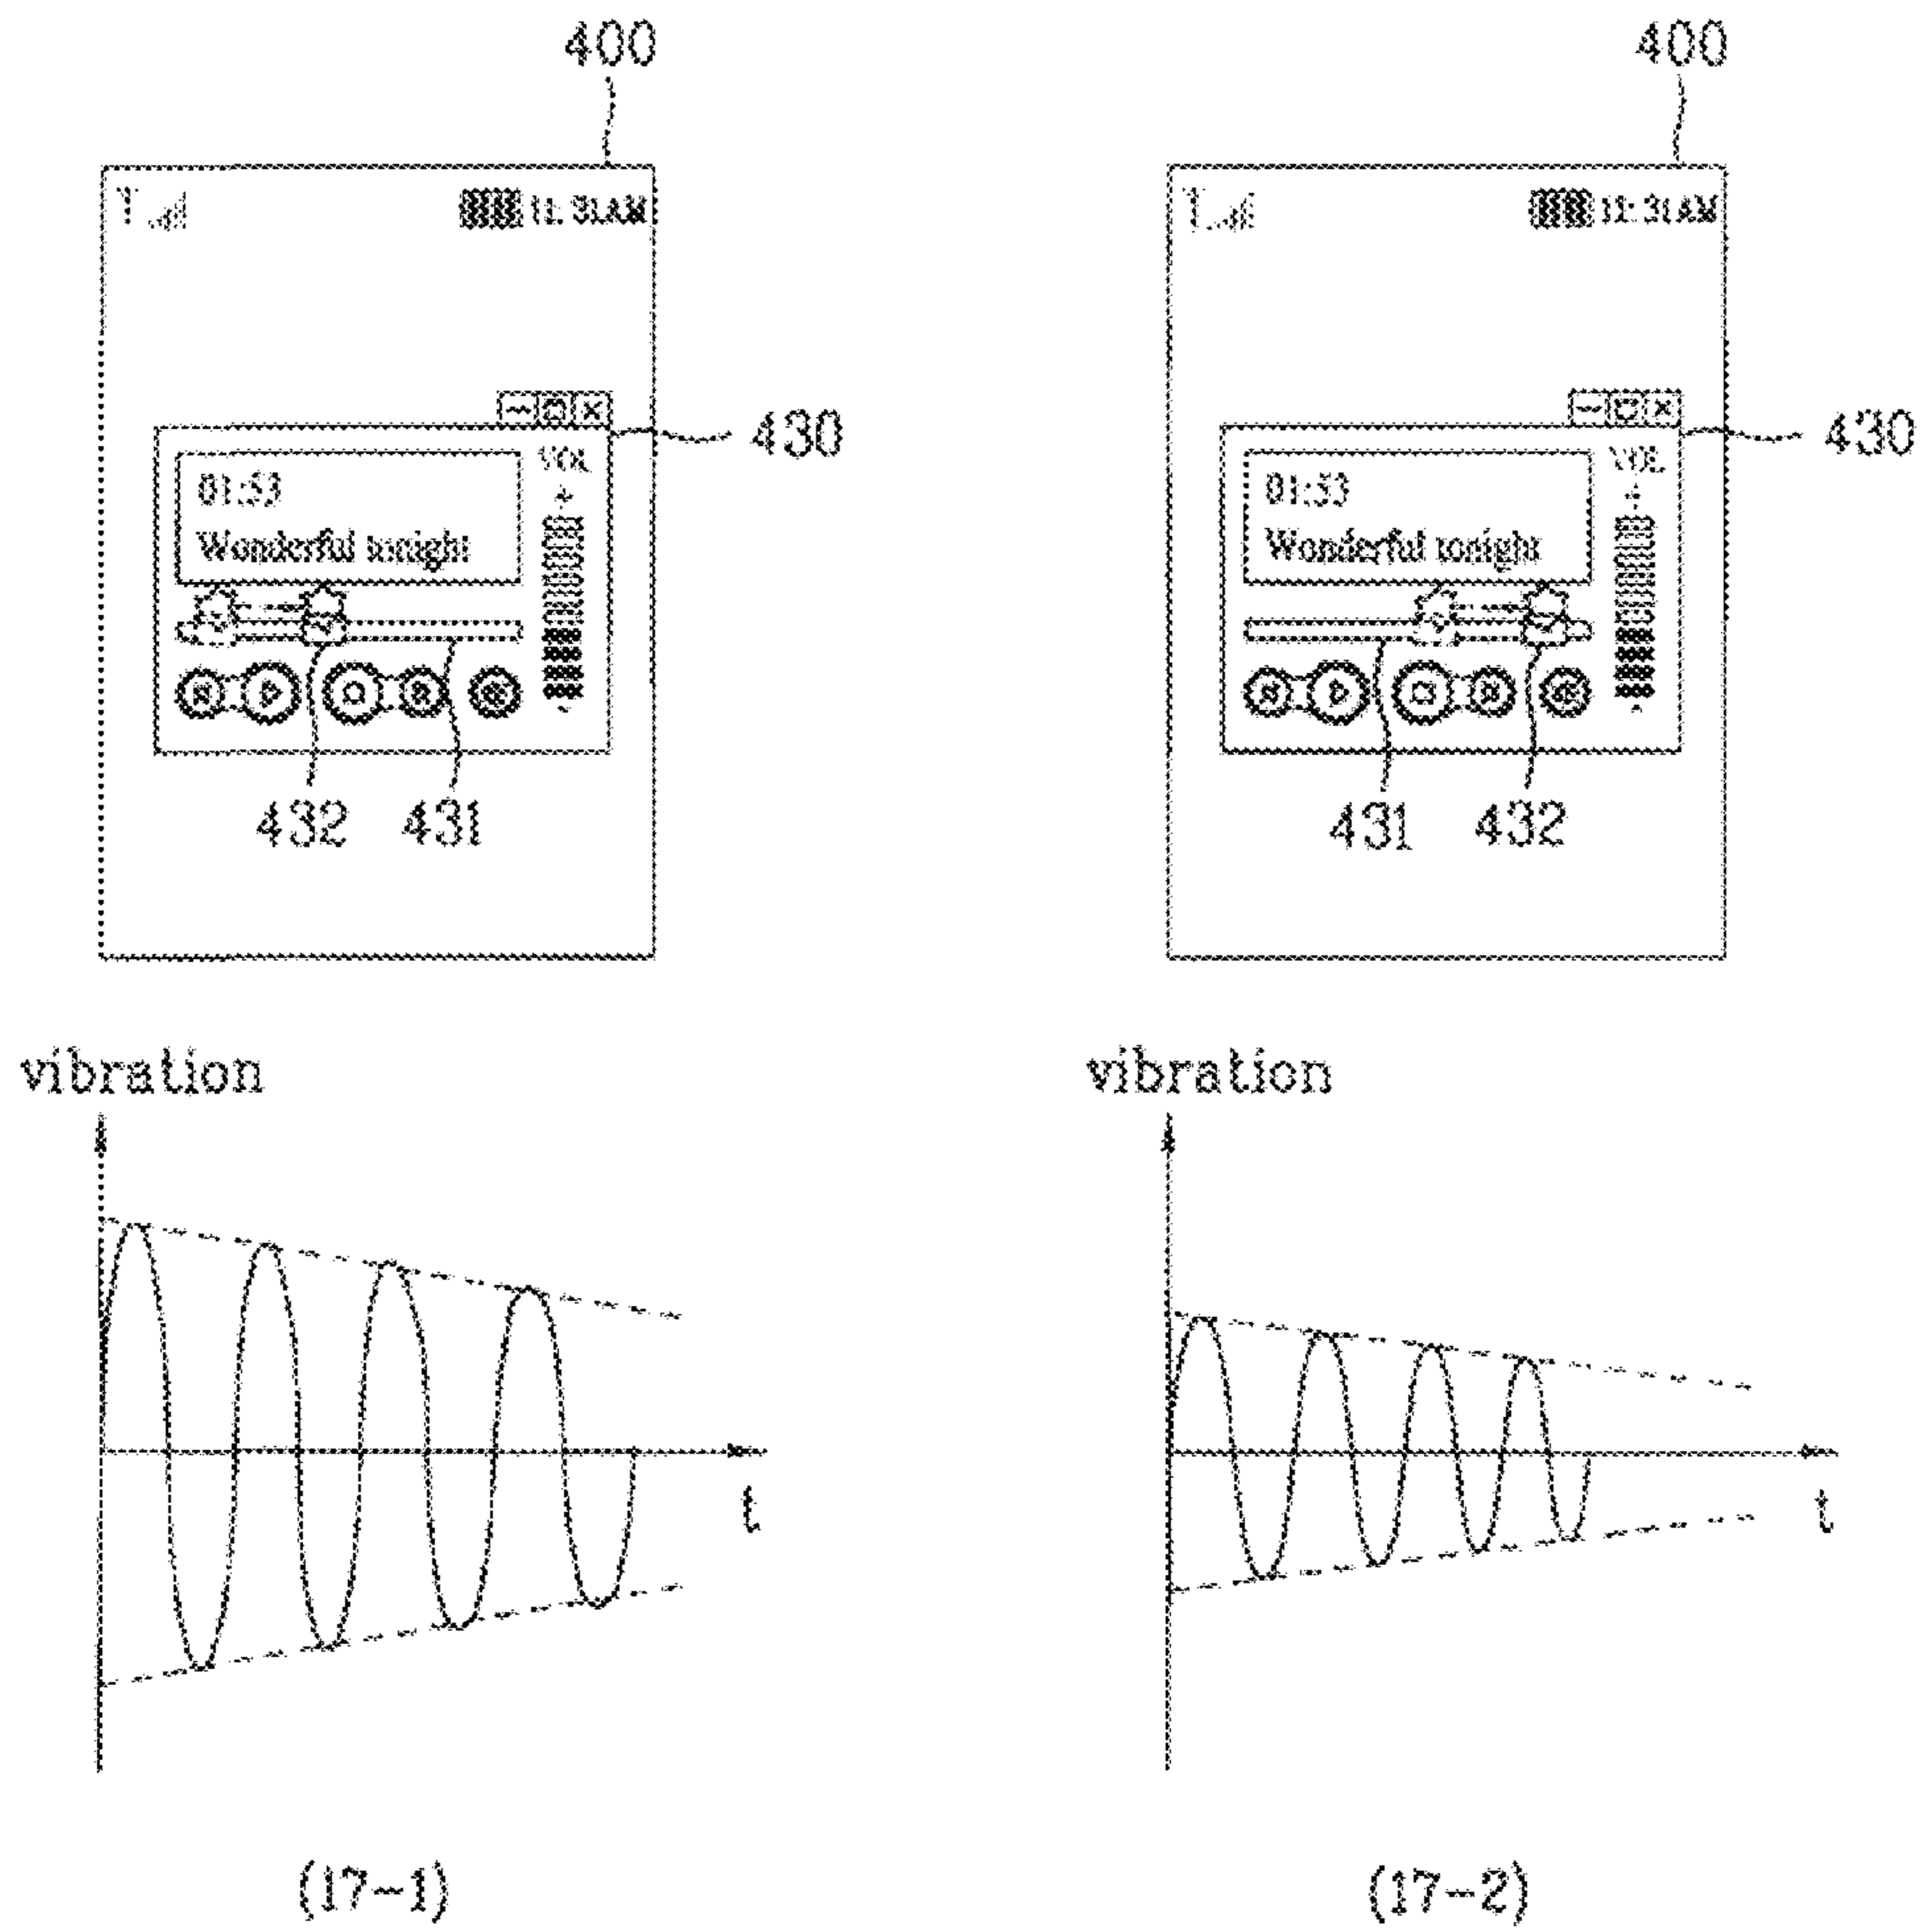 400
11:31AM
430
VOL
01:53
Wonderful tonight
432 431
vibration
t
(17-1)
400
11:31AM
430
VOL
01:53
Wonderful tonight
431 432
vibration
t
(17-2)